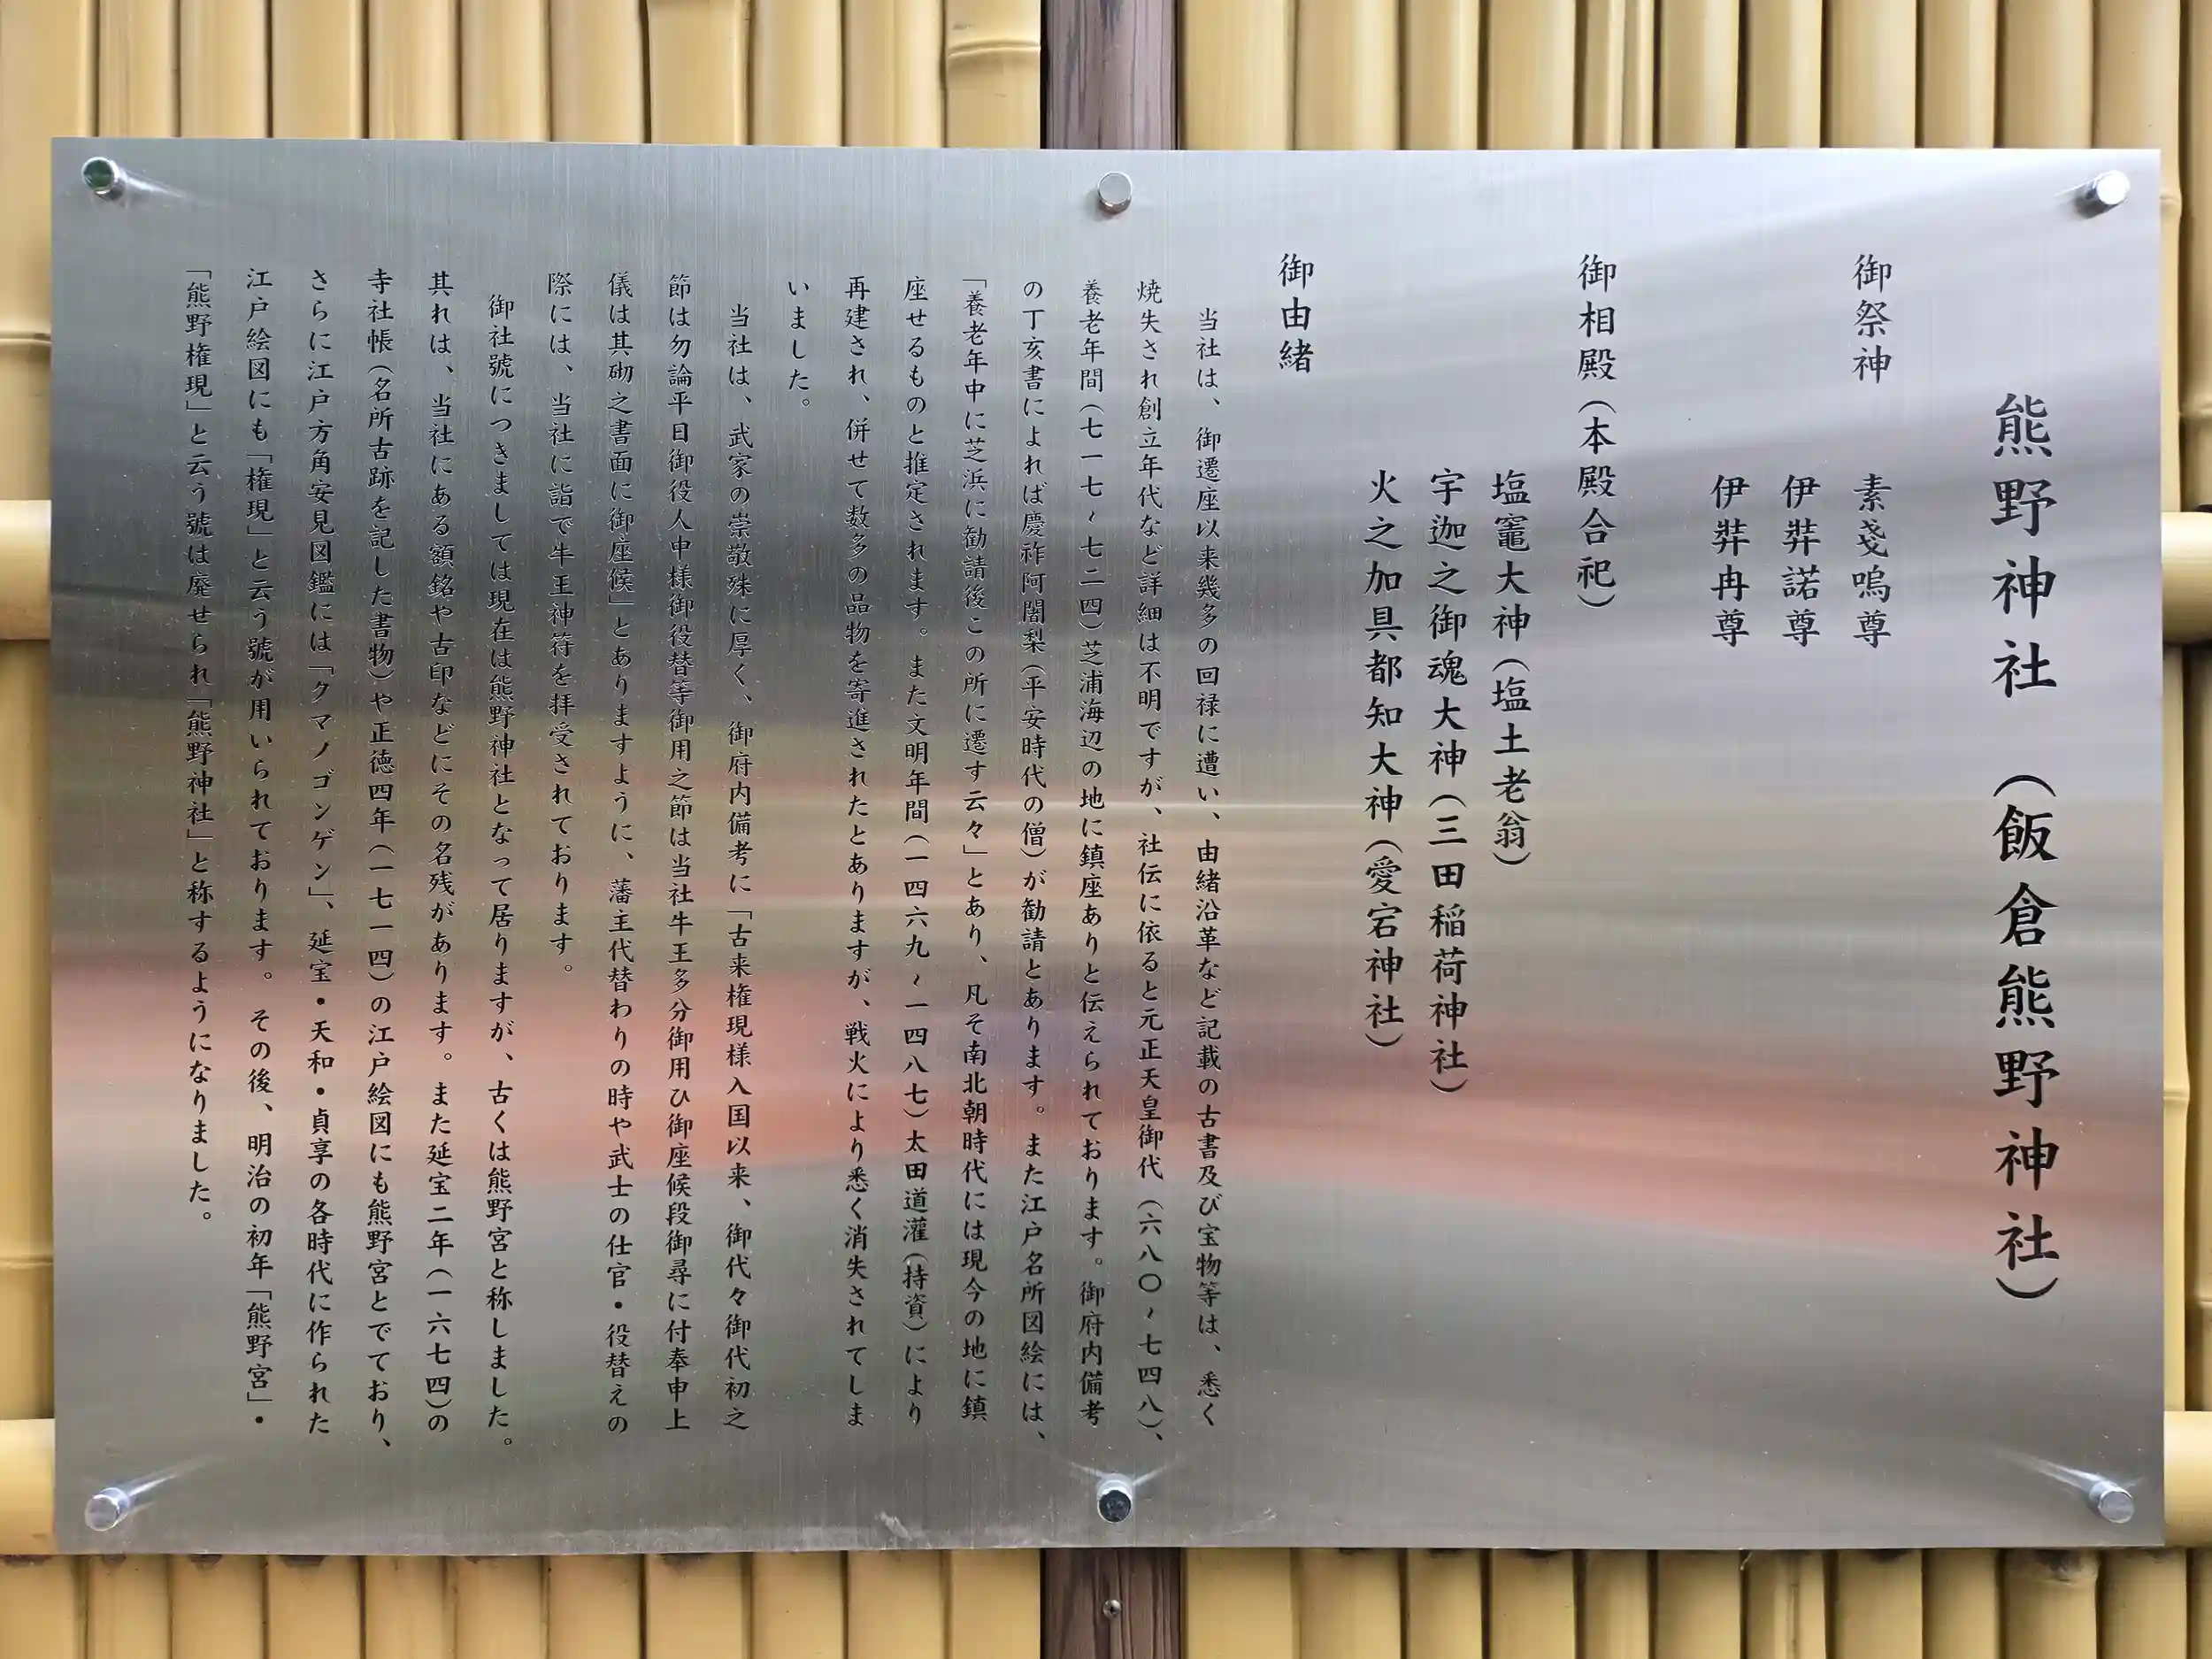 熊野神社 (飯倉熊野神社)
御祭神 素戔嗚尊
伊弉諾尊
伊弉冉尊
御相殿(本殿合祀)
塩竈大神(塩土老翁)
宇迦之御魂大神(三田稲荷神社)
火之加具都知大神(愛宕神社)
御由緒
当社は、御遷座以来幾多の回禄に遭い、由緒沿革など記載の古書及び宝物等は、悉く
焼失され創立年代など詳細は不明ですが、社伝に依ると元正天皇御代(六八〇~七四八)、
養老年間(七一七~七二四)芝浦海辺の地に鎮座ありと伝えられております。御府内備考
の丁亥書によれば慶祚阿闍梨(平安時代の僧)が勧請とあります。また江戸名所図絵には、
「養老年中に芝浜に勧請後この所に遷す云々」とあり、凡そ南北朝時代には現今の地に鎮
座せるものと推定されます。また文明年間(一四六九~一四八七)太田道灌(持資)により
再建され、併せて数多の品物を寄進されたとありますが、戦火により悉く消失されてしま
いました。
当社は、武家の崇敬殊に厚く、御府内備考に「古来権現様入国以来、御代々御代初之
節は勿論平日御役人中様御役替等御用之節は当社牛王多分御用ひ御座候段御尋に付奉申上
儀は其砌之書面に御座候」とありますように、藩主代替わりの時や武士の仕官・役替えの
際には、当社に詣で牛王神符を拝受されております。
御社號につきましては現在は熊野神社となって居りますが、古くは熊野宮と称しました。
其れは、当社にある額銘や古印などにその名残があります。また延宝二年(一六七四)の
寺社帳(名所古跡を記した書物)や正徳四年(一七一四)の江戸絵図にも熊野宮とでており、
さらに江戸方角安見図鑑には「クマノゴンゲン」、延宝・天和・貞享の各時代に作られた
江戸絵図にも「権現」と云う號が用いられております。その後、明治の初年「熊野宮」・
「熊野権現」と云う號は廃せられ「熊野神社」と称するようになりました。